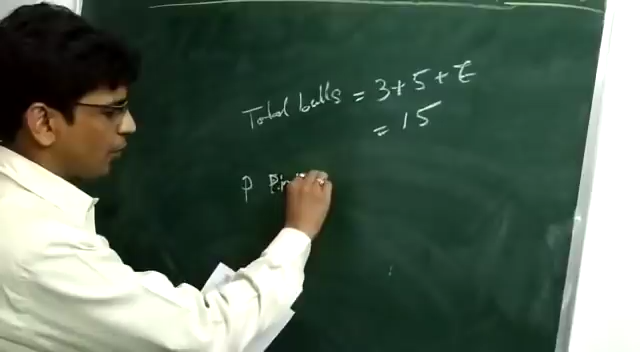 Total balls = 3 + 5 + 7
= 15
P